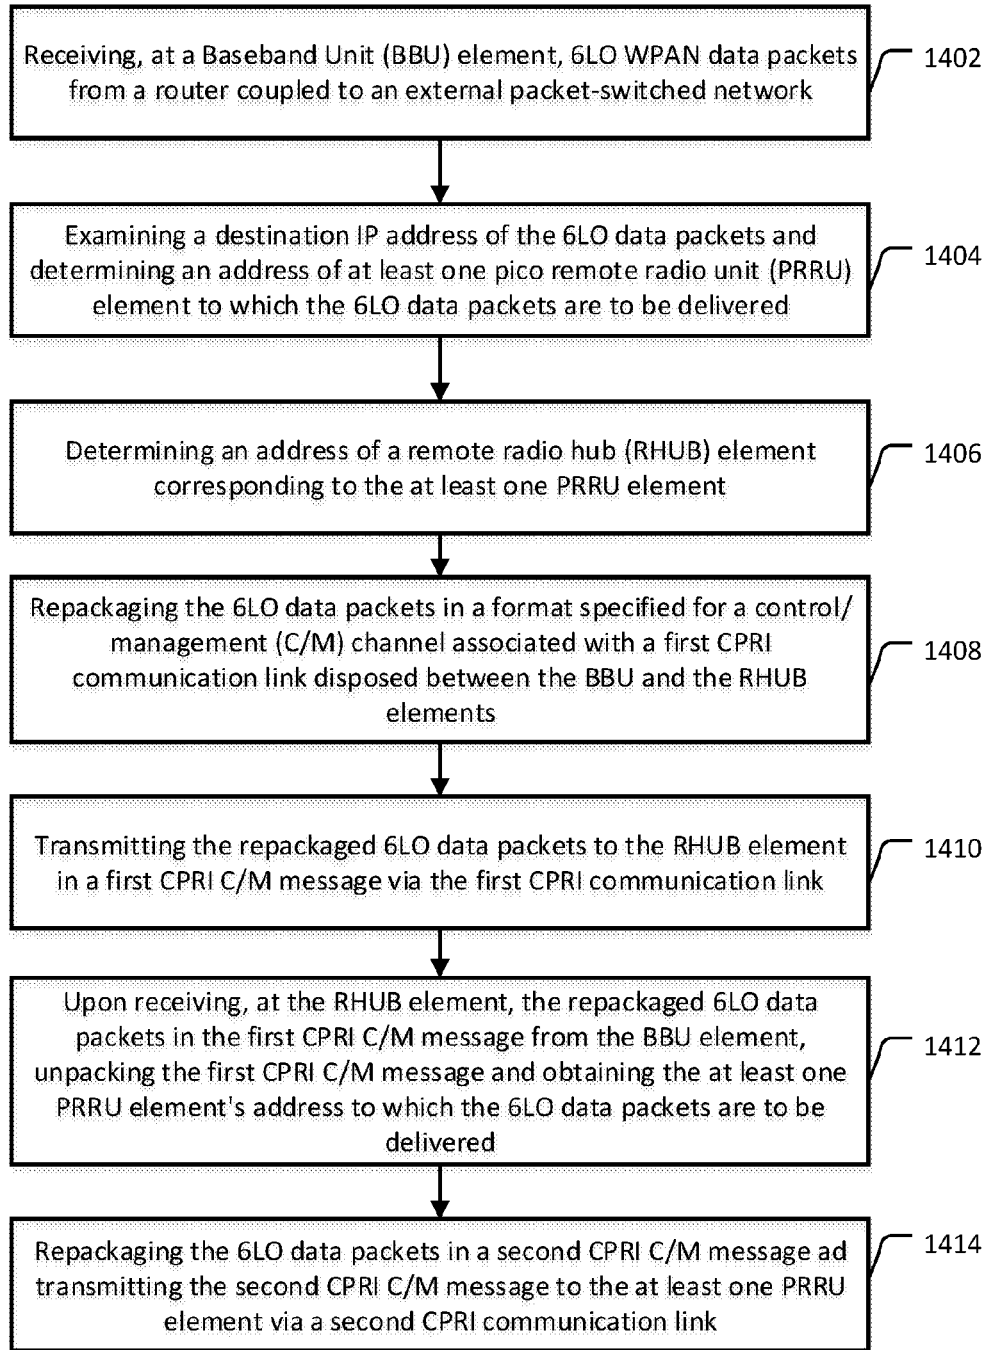 Receiving, at a Baseband Unit (BBU) element, 6LO WPAN data packets
from a router coupled to an external packet-switched network
1402
Examining a destination IP address of the 6LO data packets and
determining an address of at least one pico remote radio unit (PRRU)
element to which the 6LO data packets are to be delivered
1404
Determining an address of a remote radio hub (RHUB) element
corresponding to the at least one PRRU element
1406
Repackaging the 6LO data packets in a format specified for a control/
management (C/M) channel associated with a first CPRI
communication link disposed between the BBU and the RHUB
elements
1408
Transmitting the repackaged 6LO data packets to the RHUB element
in a first CPRI C/M message via the first CPRI communication link
1410
Upon receiving, at the RHUB element, the repackaged 6LO data
packets in the first CPRI C/M message from the BBU element,
unpacking the first CPRI C/M message and obtaining the at least one
PRRU element's address to which the 6LO data packets are to be
delivered
1412
Repackaging the 6LO data packets in a second CPRI C/M message ad
transmitting the second CPRI C/M message to the at least one PRRU
element via a second CPRI communication link
1414